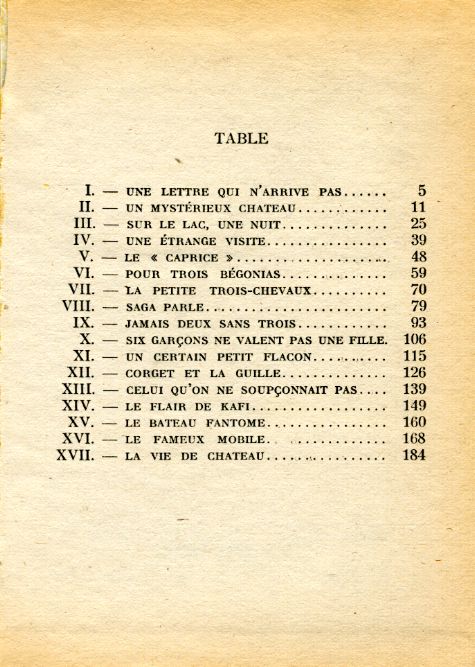 TABLE
I. — UNE LETTRE QUI N'ARRIVE PAS...... 5
II. — UN MYSTÉRIEUX CHATEAU............ 11
III. — SUR LE LAC, UNE NUIT.............. 25
IV. — UNE ÉTRANGE VISITE................ 39
V. — LE « CAPRICE »..................... 48
VI. — POUR TROIS BÉGONIAS.............. 59
VII. — LA PETITE TROIS-CHEVAUX.......... 70
VIII. — SAGA PARLE........................ 79
IX. — JAMAIS DEUX SANS TROIS............ 93
X. — SIX GARÇONS NE VALENT PAS UNE FILLE. 106
XI. — UN CERTAIN PETIT FLACON.......... 115
XII. — CORGET ET LA GUILLE.............. 126
XIII. — CELUI QU'ON NE SOUPÇONNAIT PAS.... 139
XIV. — LE FLAIR DE KAFI.................. 149
XV. — LE BATEAU FANTOME................ 160
XVI. — LE FAMEUX MOBILE................ 168
XVII. — LA VIE DE CHATEAU................ 184